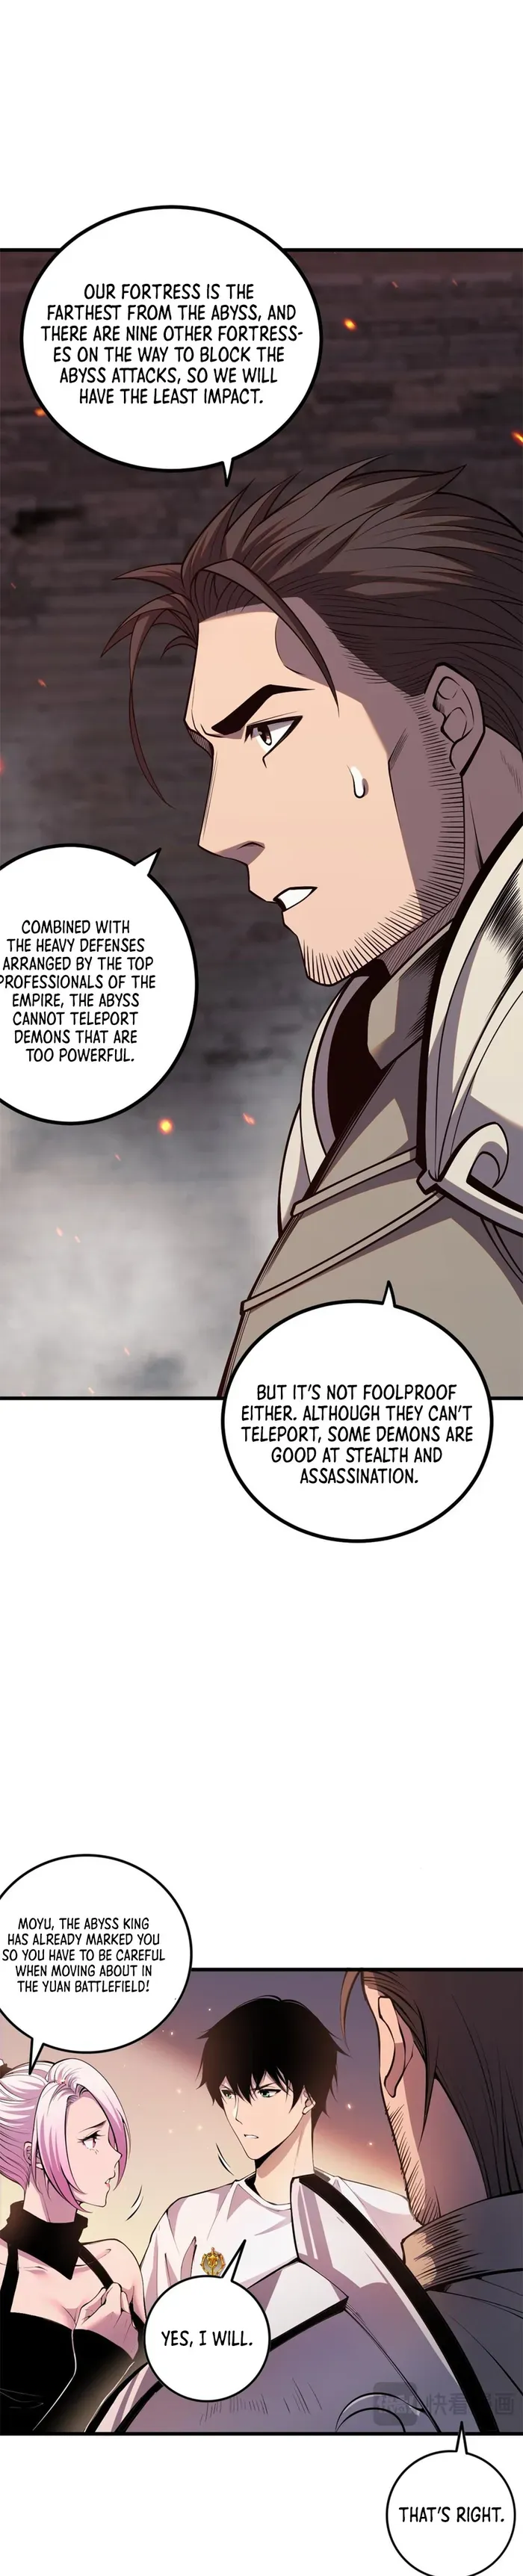 OUR FORTRESS IS THE
FARTHEST FROM THE ABYSS, AND
THERE ARE NINE OTHER FORTRESS-
ES ON THE WAY TO BLOCK THE
ABYSS ATTACKS, SO WE WILL
HAVE THE LEAST IMPACT.
COMBINED WITH
THE HEAVY DEFENSES
ARRANGED BY THE TOP
PROFESSIONALS OF THE
EMPIRE, THE ABYSS
CANNOT TELEPORT
DEMONS THAT ARE
TOO POWERFUL.
BUT IT'S NOT FOOLPROOF
EITHER. ALTHOUGH THEY CAN'T
TELEPORT, SOME DEMONS ARE
GOOD AT STEALTH AND
ASSASSINATION.
MOYU, THE ABYSS KING
HAS ALREADY MARKED YOU
SO YOU HAVE TO BE CAREFUL
WHEN MOVING ABOUT IN
THE YUAN BATTLEFIELD!
YES, I WILL.
快看漫画
THAT'S RIGHT.